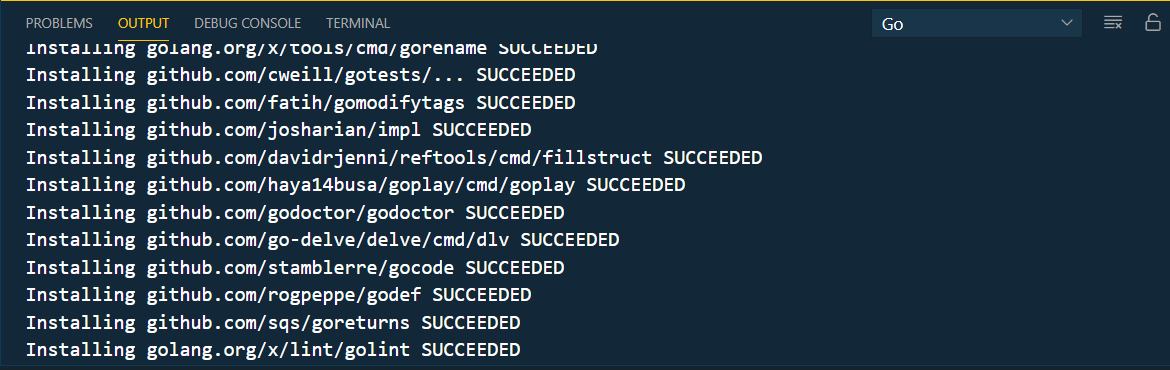 PROBLEMS OUTPUT DEBUG CONSOLE TERMINAL Go
Installing golang.org/x/tools/cmd/gorename SUCCEEDED
Installing github.com/cweill/gotests/... SUCCEEDED
Installing github.com/fatih/gomodifytags SUCCEEDED
Installing github.com/josharian/impl SUCCEEDED
Installing github.com/davidrjenni/reftools/cmd/fillstruct SUCCEEDED
Installing github.com/haya14busa/goplay/cmd/goplay SUCCEEDED
Installing github.com/godoctor/godoctor SUCCEEDED
Installing github.com/go-delve/delve/cmd/dlv SUCCEEDED
Installing github.com/stamblerre/gocode SUCCEEDED
Installing github.com/rogpeppe/godef SUCCEEDED
Installing github.com/sqs/goreturns SUCCEEDED
Installing golang.org/x/lint/golint SUCCEEDED